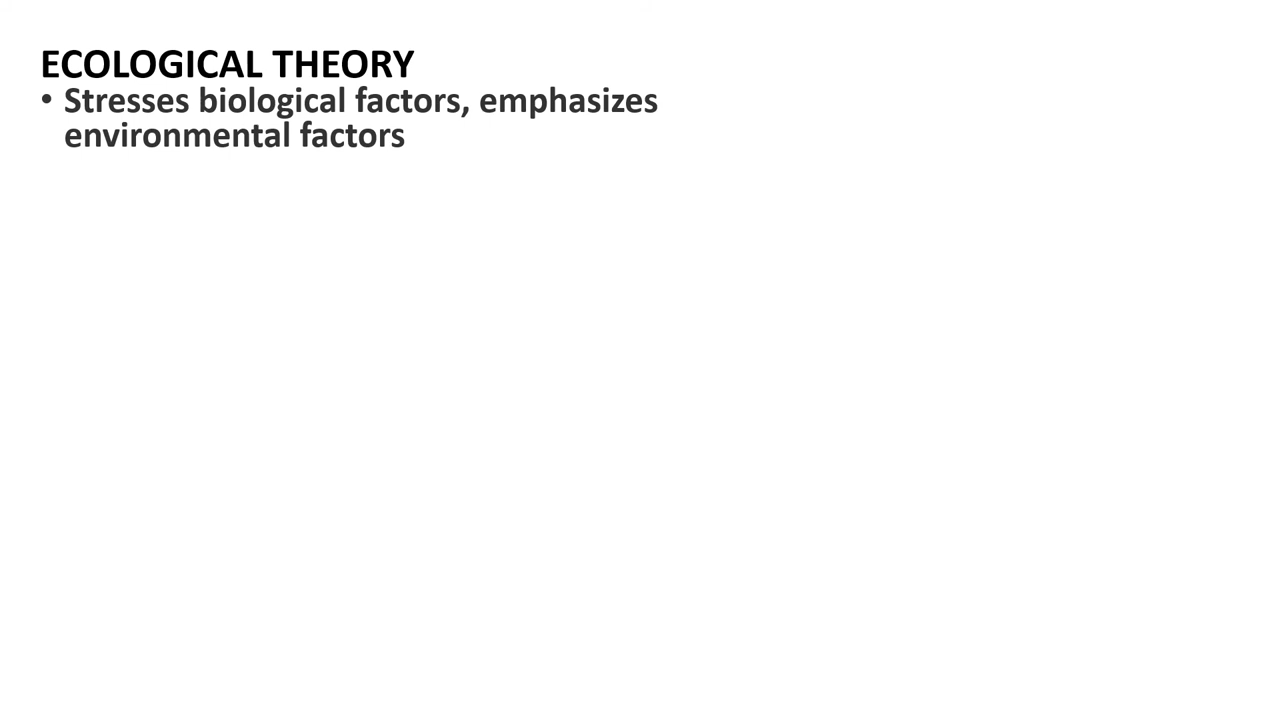 ECOLOGICAL THEORY
• Stresses biological factors, emphasizes
environmental factors